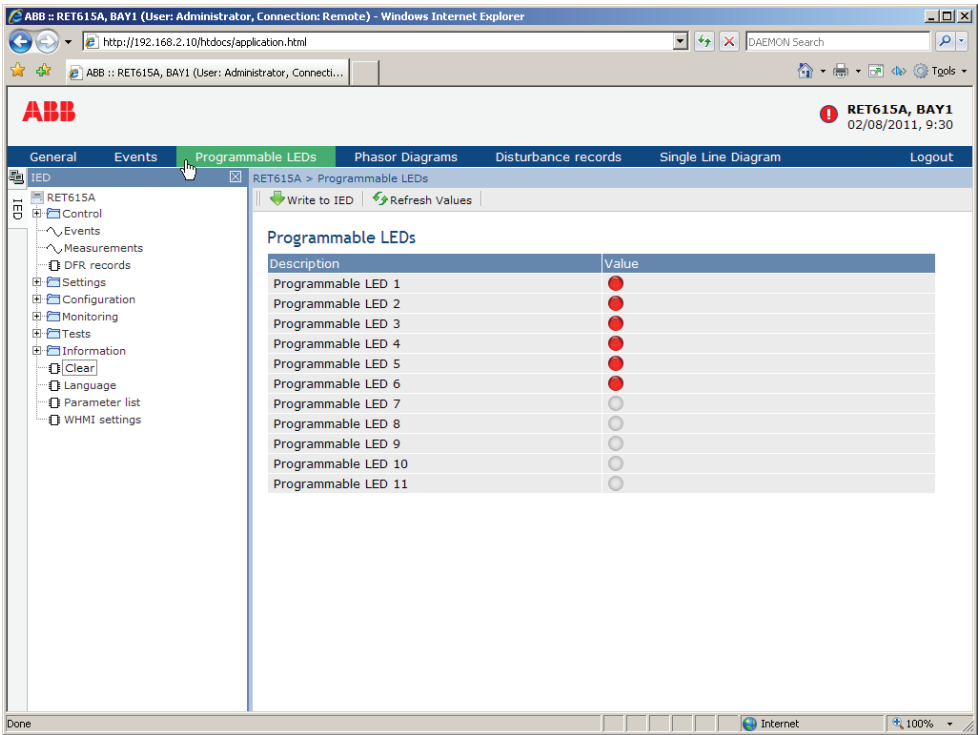 ABB :: RET615A, BAY1 (User: Administrator, Connection: Remote) - Windows Internet Explorer
http://192.168.2.10/htdocs/application.html
DAEMON Search
ABB :: RET615A, BAY1 (User: Administrator, Connecti...
Tools
ABB
RET615A, BAY1
02/08/2011, 9:30
General Events Programmable LEDs Phasor Diagrams Disturbance records Single Line Diagram Logout
IED
IED
RET615A
Control
Events
Measurements
DFR records
Settings
Configuration
Monitoring
Tests
Information
Clear
Language
Parameter list
WHMI settings
RET615A > Programmable LEDs
Write to IED Refresh Values
Programmable LEDs
Description Value
Programmable LED 1
Programmable LED 2
Programmable LED 3
Programmable LED 4
Programmable LED 5
Programmable LED 6
Programmable LED 7
Programmable LED 8
Programmable LED 9
Programmable LED 10
Programmable LED 11
Done
Internet
100%